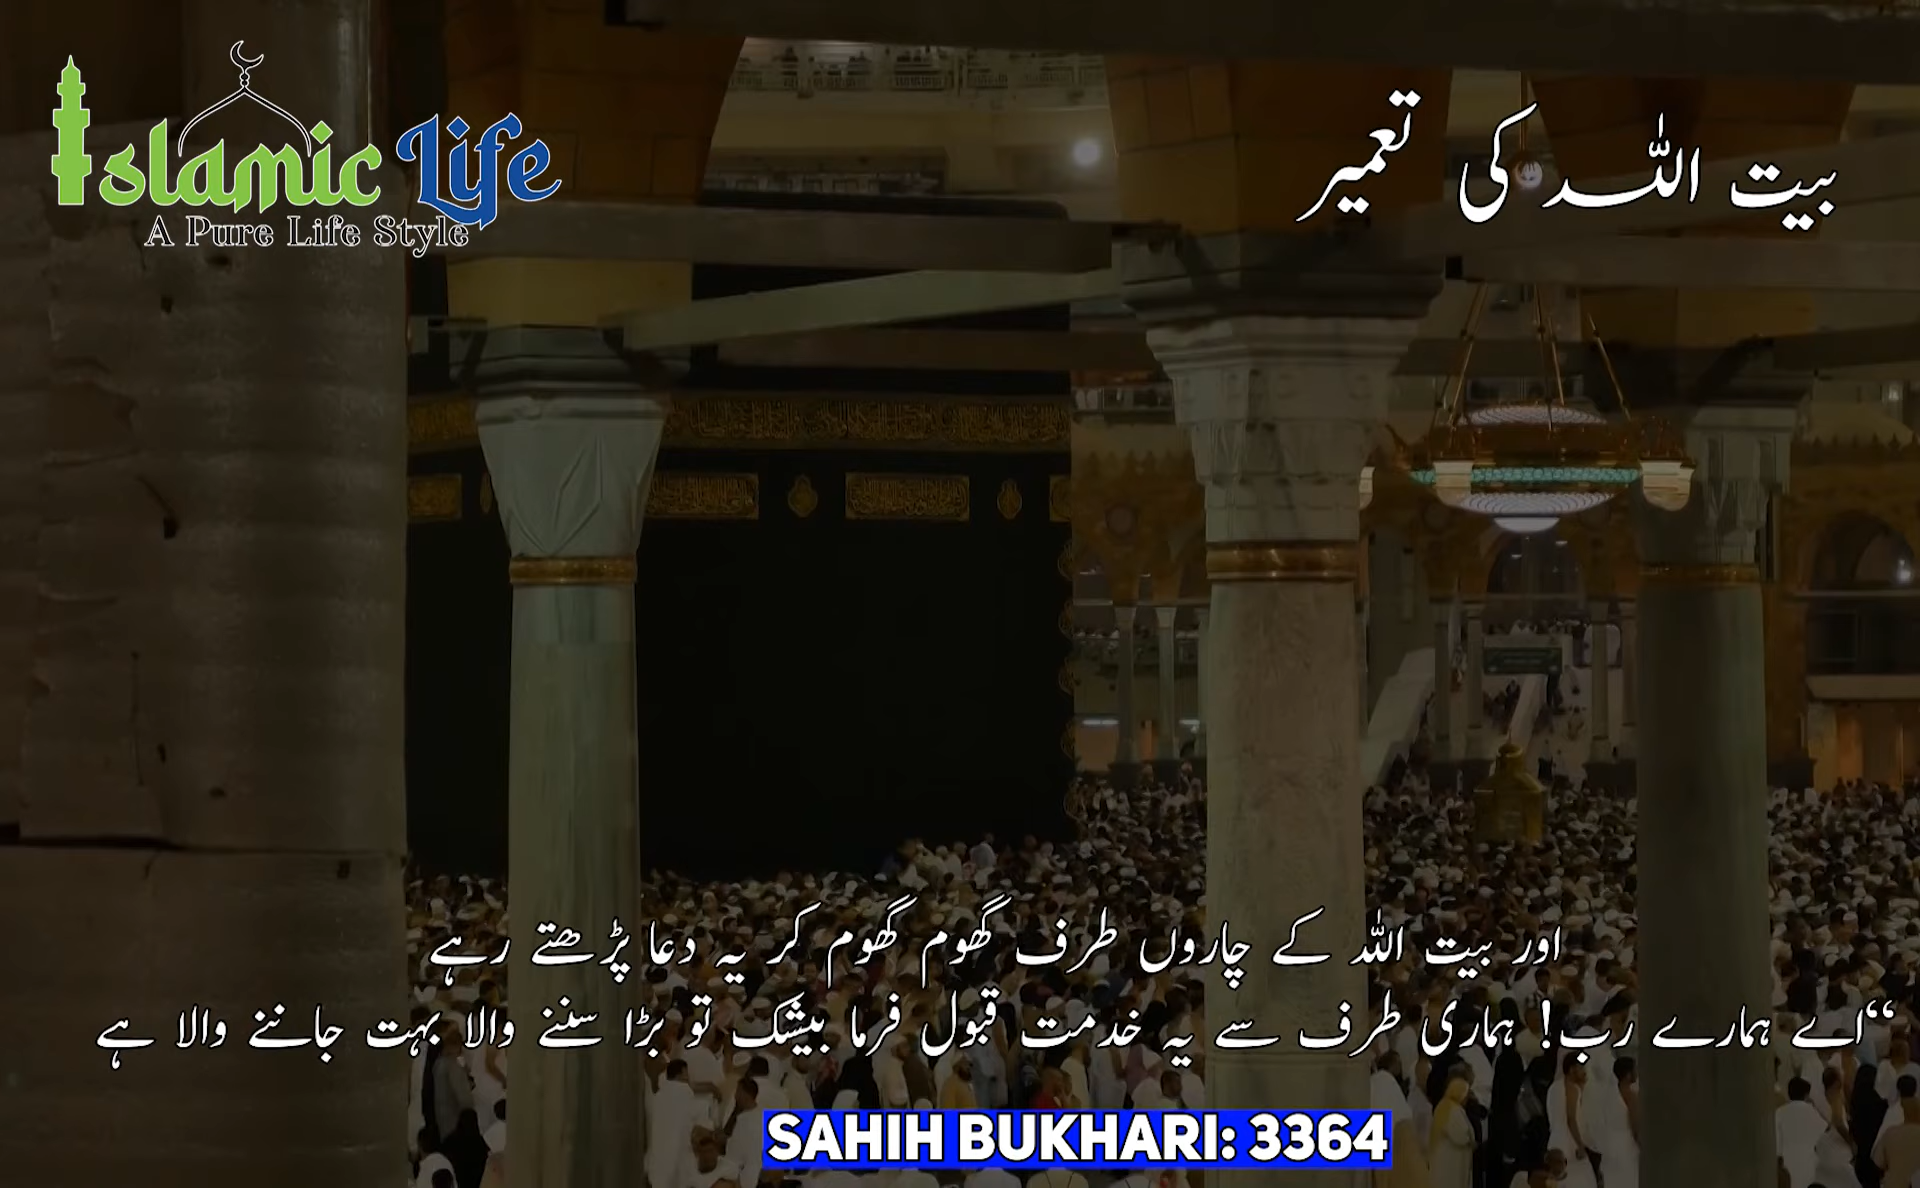 Islamic Life
A Pure Life Style
بیت اللہ کی تعمیر
اور بیت اللہ کے چاروں طرف گھوم گھوم کر یہ دعا پڑھتے رہے
“اے ہمارے رب! ہماری طرف سے یہ خدمت قبول فرما بیشک تو بڑا سننے والا بہت جاننے والا ہے
SAHIH BUKHARI: 3364